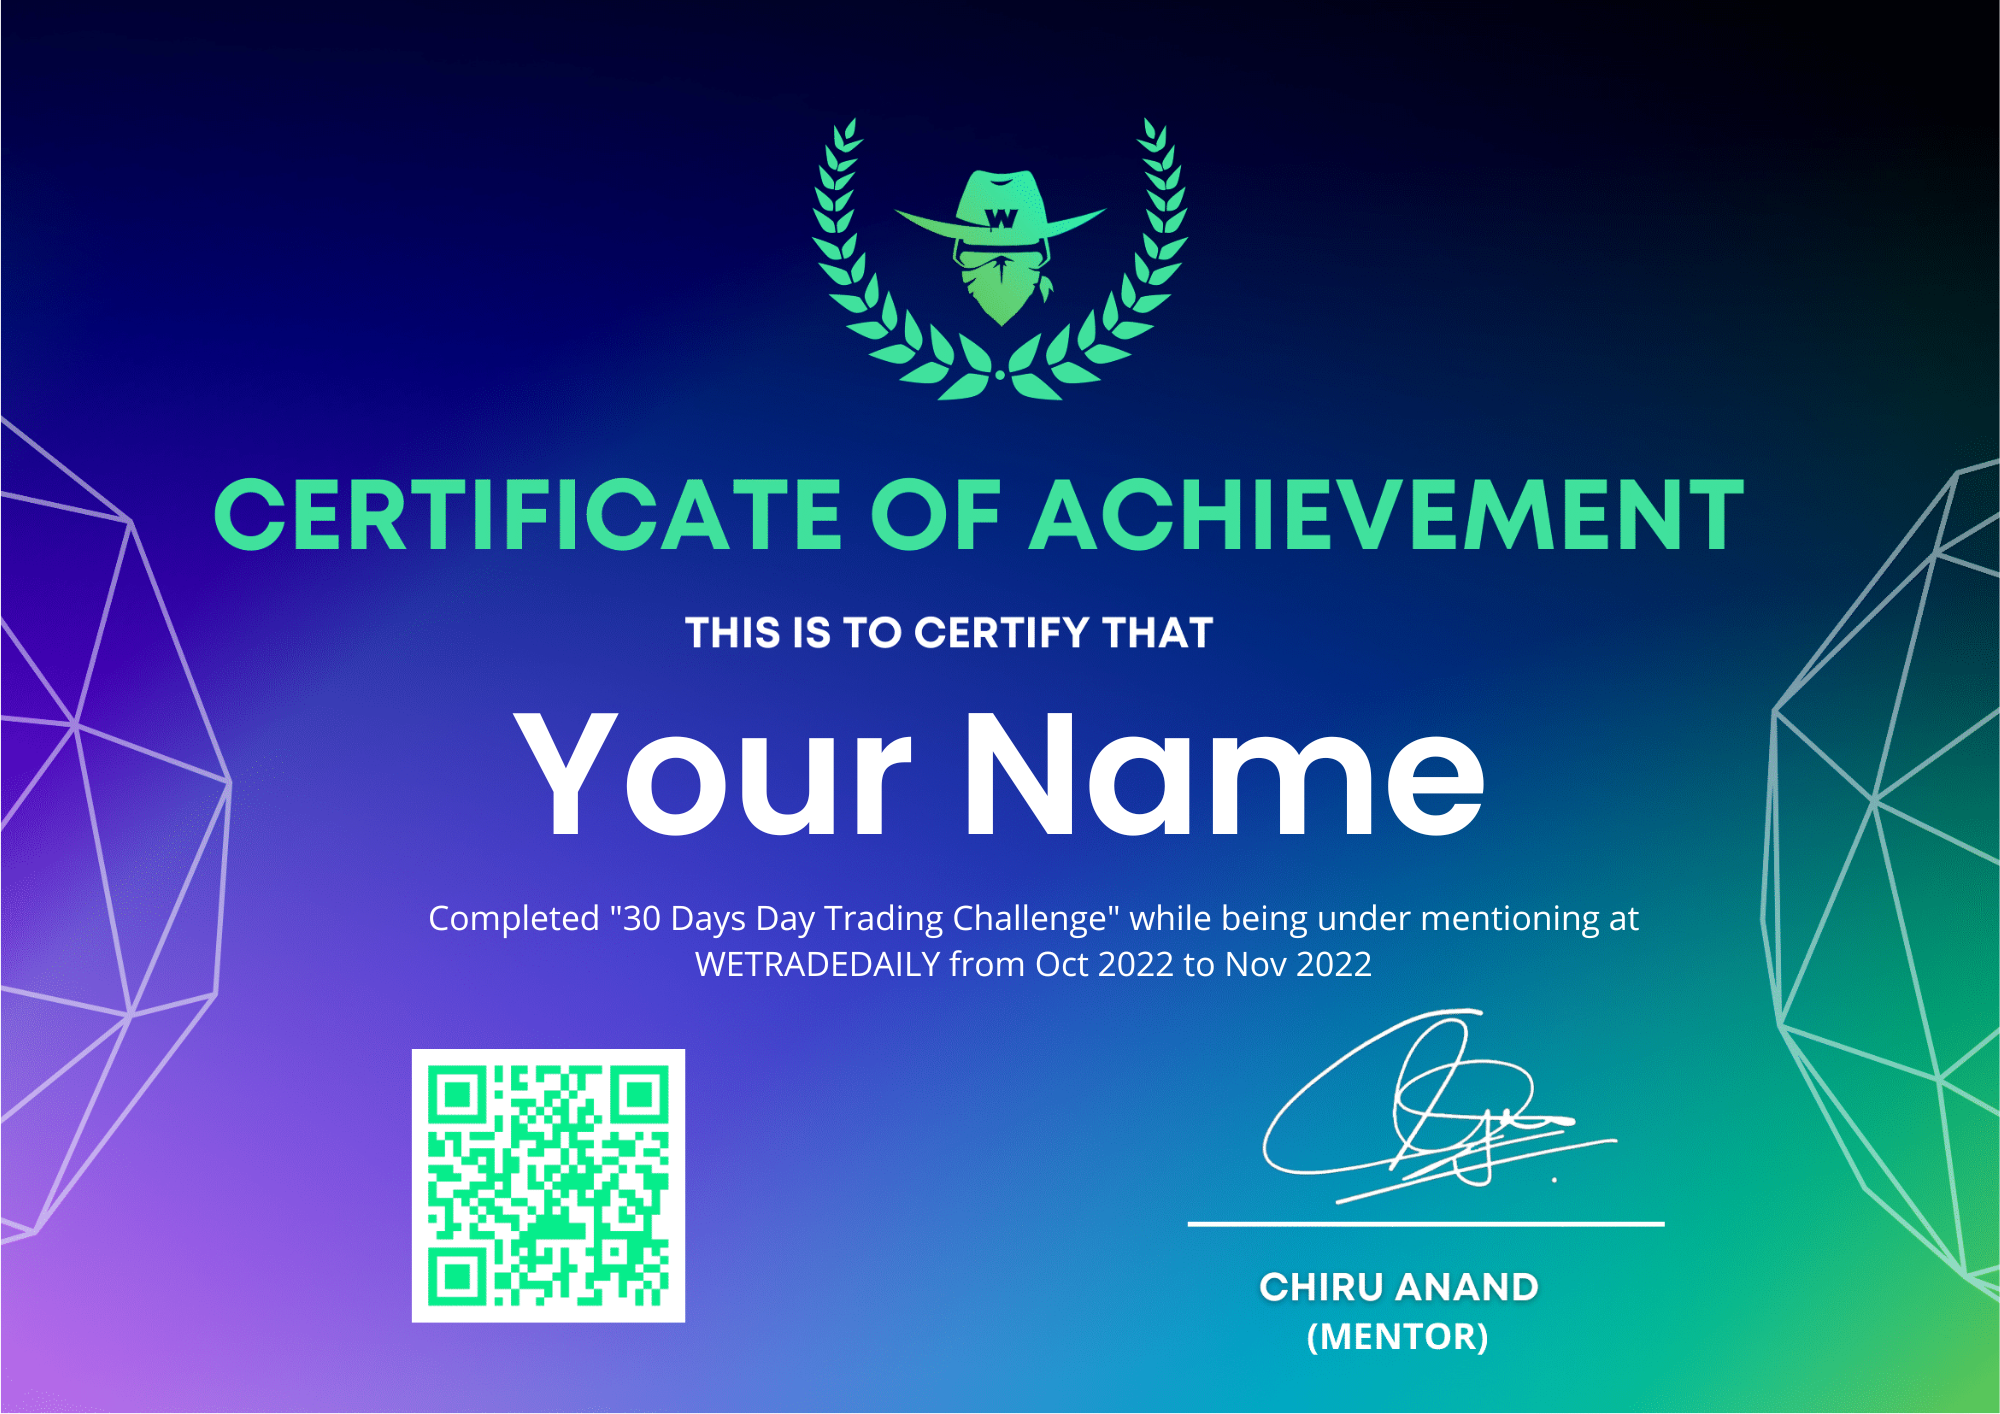 W
CERTIFICATE OF ACHIEVEMENT
THIS IS TO CERTIFY THAT
Your Name
Completed "30 Days Day Trading Challenge" while being under mentioning at
WETRADEDAILY from Oct 2022 to Nov 2022
CHIRU ANAND
(MENTOR)